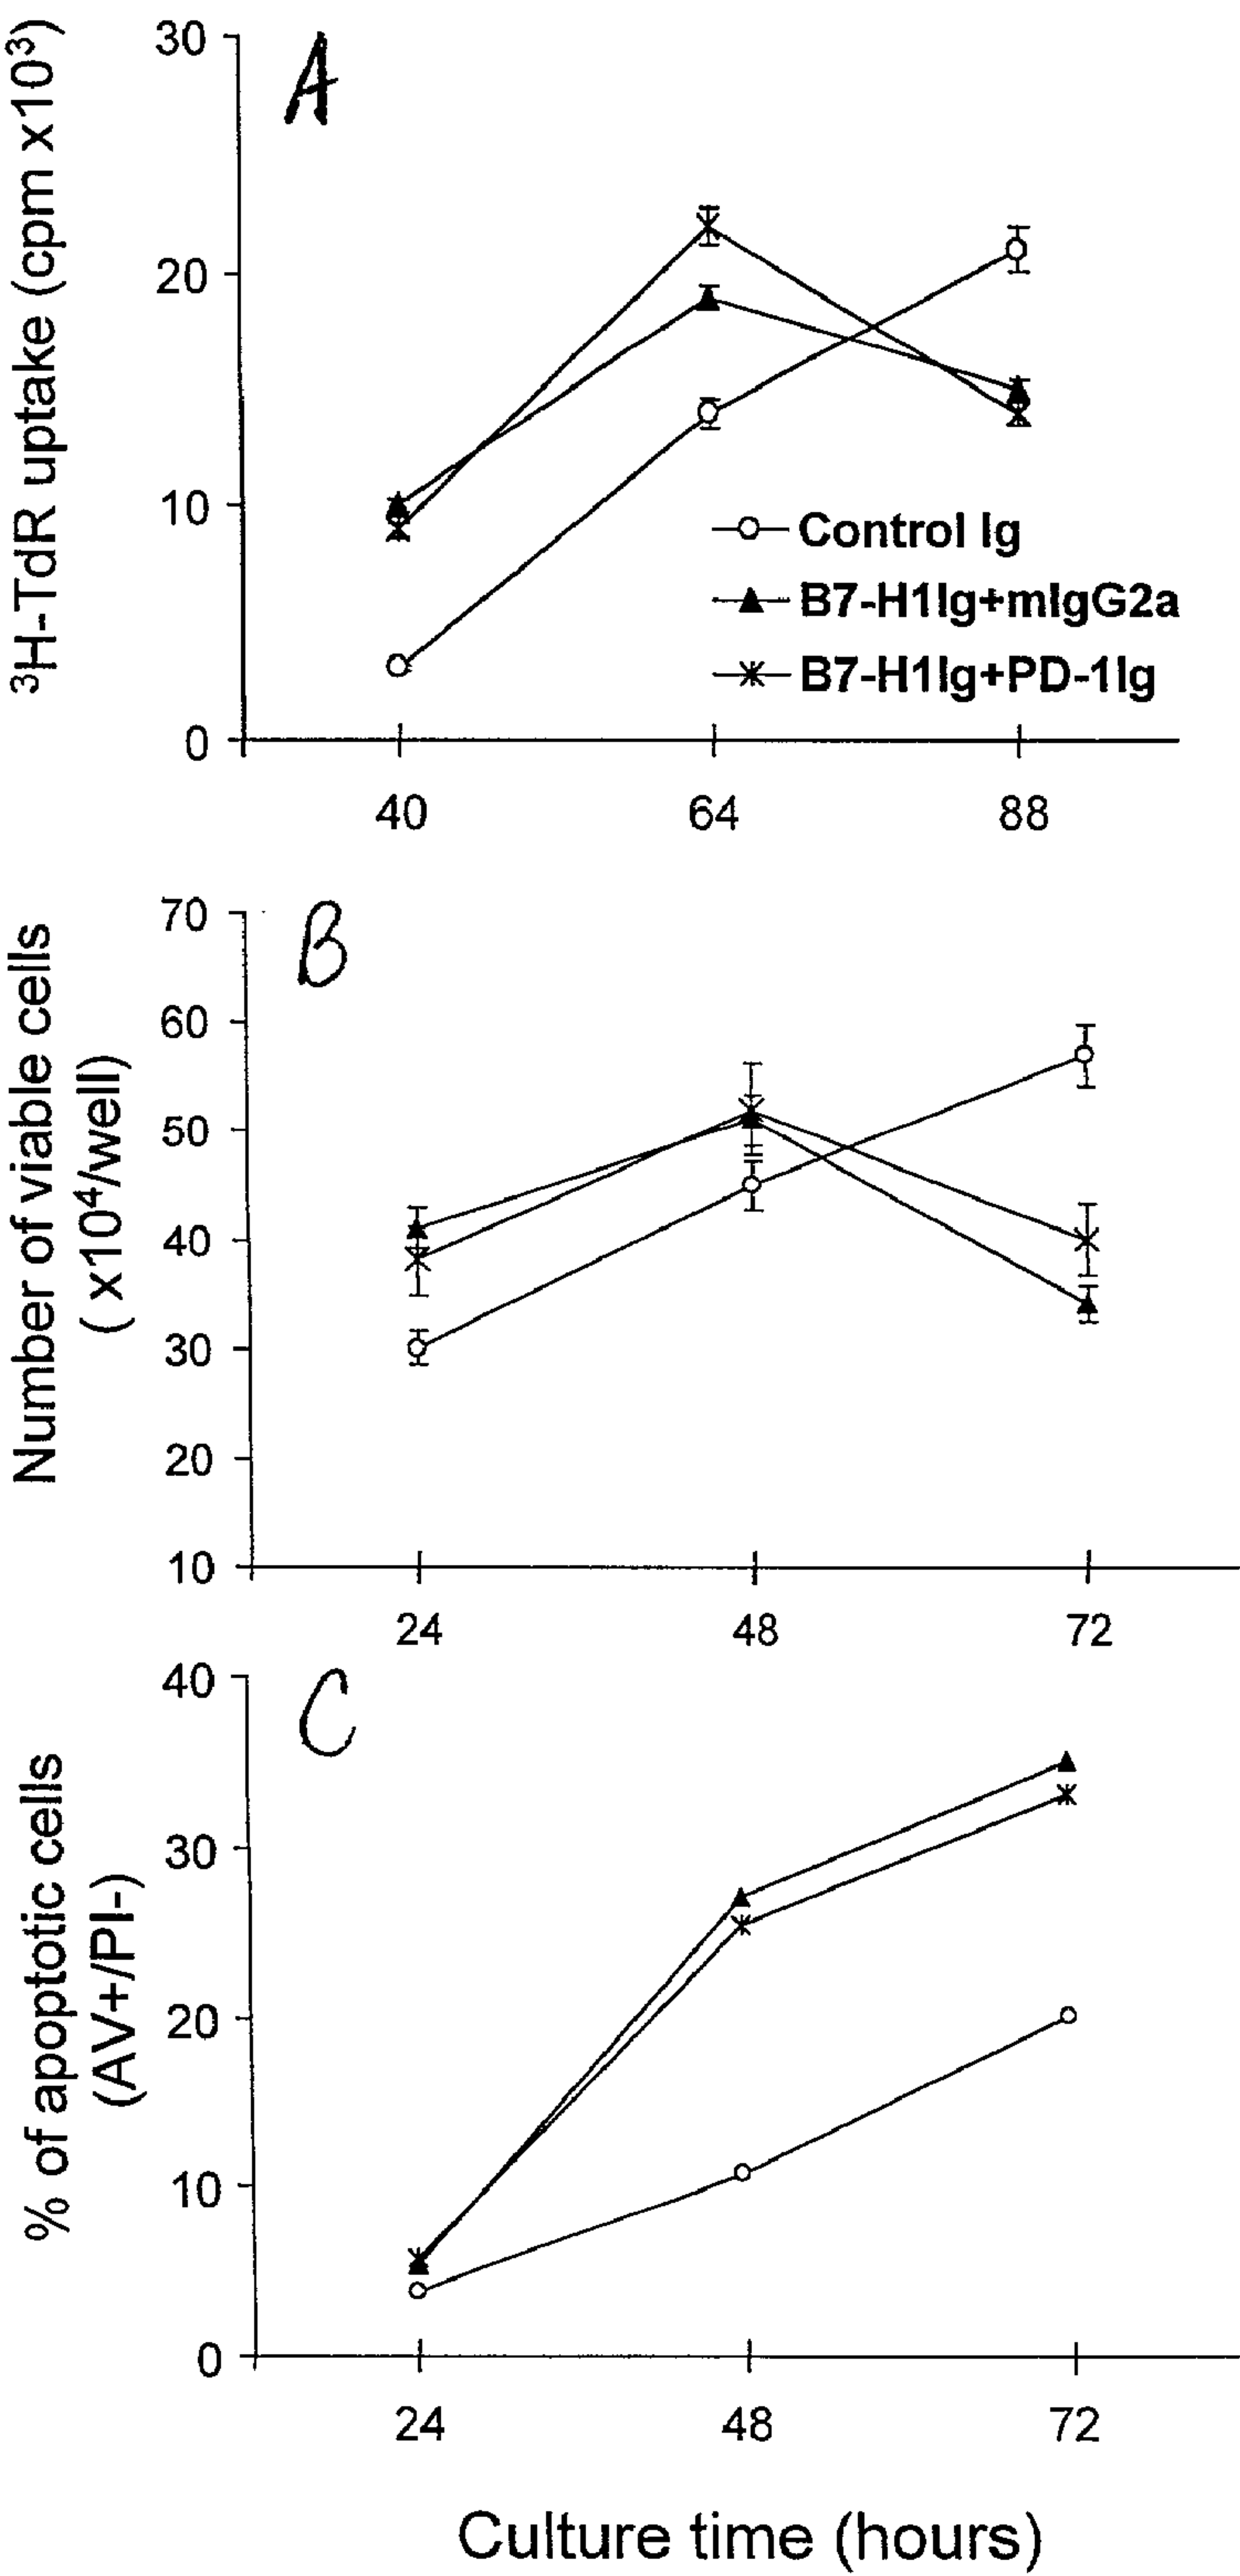 A
³H-TdR uptake (cpm x10³)
30
20
10
0
Control Ig
B7-H1Ig+mIgG2a
B7-H1Ig+PD-1Ig
40 64 88
B
Number of viable cells
( x10⁴/well)
70
60
50
40
30
20
10
24 48 72
C
% of apoptotic cells
(AV+/PI-)
40
30
20
10
0
24 48 72
Culture time (hours)